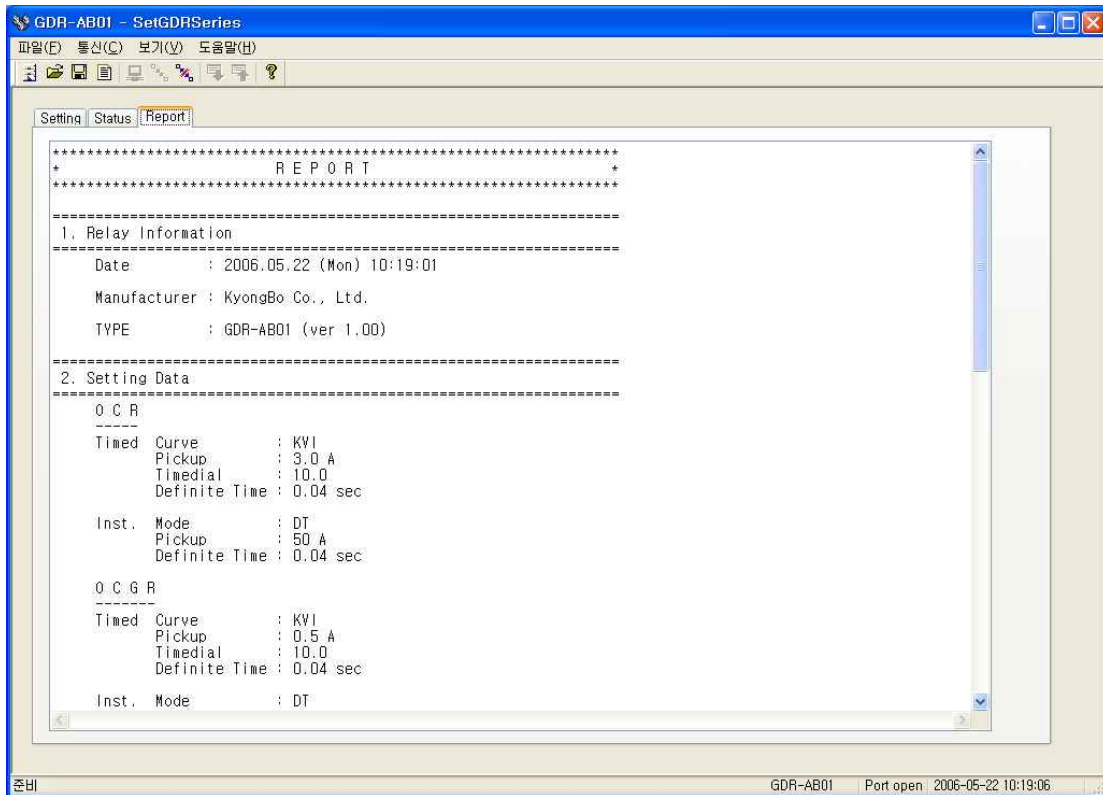 GDR-AB01 - SetGDRSeries
파일(F) 통신(C) 보기(V) 도움말(H)
Setting Status Report
*******************************************************************
* R E P O R T *
*******************************************************************
===================================================================
1. Relay Information
===================================================================
Date : 2006.05.22 (Mon) 10:19:01
Manufacturer : KyongBo Co., Ltd.
TYPE : GDR-AB01 (ver 1.00)
===================================================================
2. Setting Data
===================================================================
O C R
-----
Timed Curve : KVI
Pickup : 3.0 A
Timedial : 10.0
Definite Time : 0.04 sec
Inst. Mode : DT
Pickup : 50 A
Definite Time : 0.04 sec
O C G R
-------
Timed Curve : KVI
Pickup : 0.5 A
Timedial : 10.0
Definite Time : 0.04 sec
Inst. Mode : DT
준비 GDR-AB01 Port open 2006-05-22 10:19:06